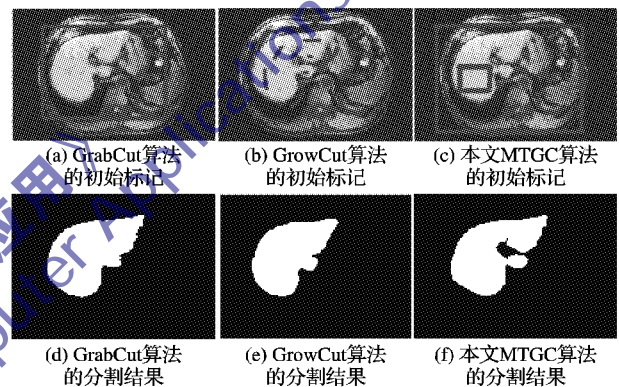 (a) GrabCut算法
的初始标记
(b) GrowCut算法
的初始标记
(c) 本文MTGC算法
的初始标记
(d) GrabCut算法
的分割结果
(e) GrowCut算法
的分割结果
(f) 本文MTGC算法
的分割结果
应用》
puter Applications